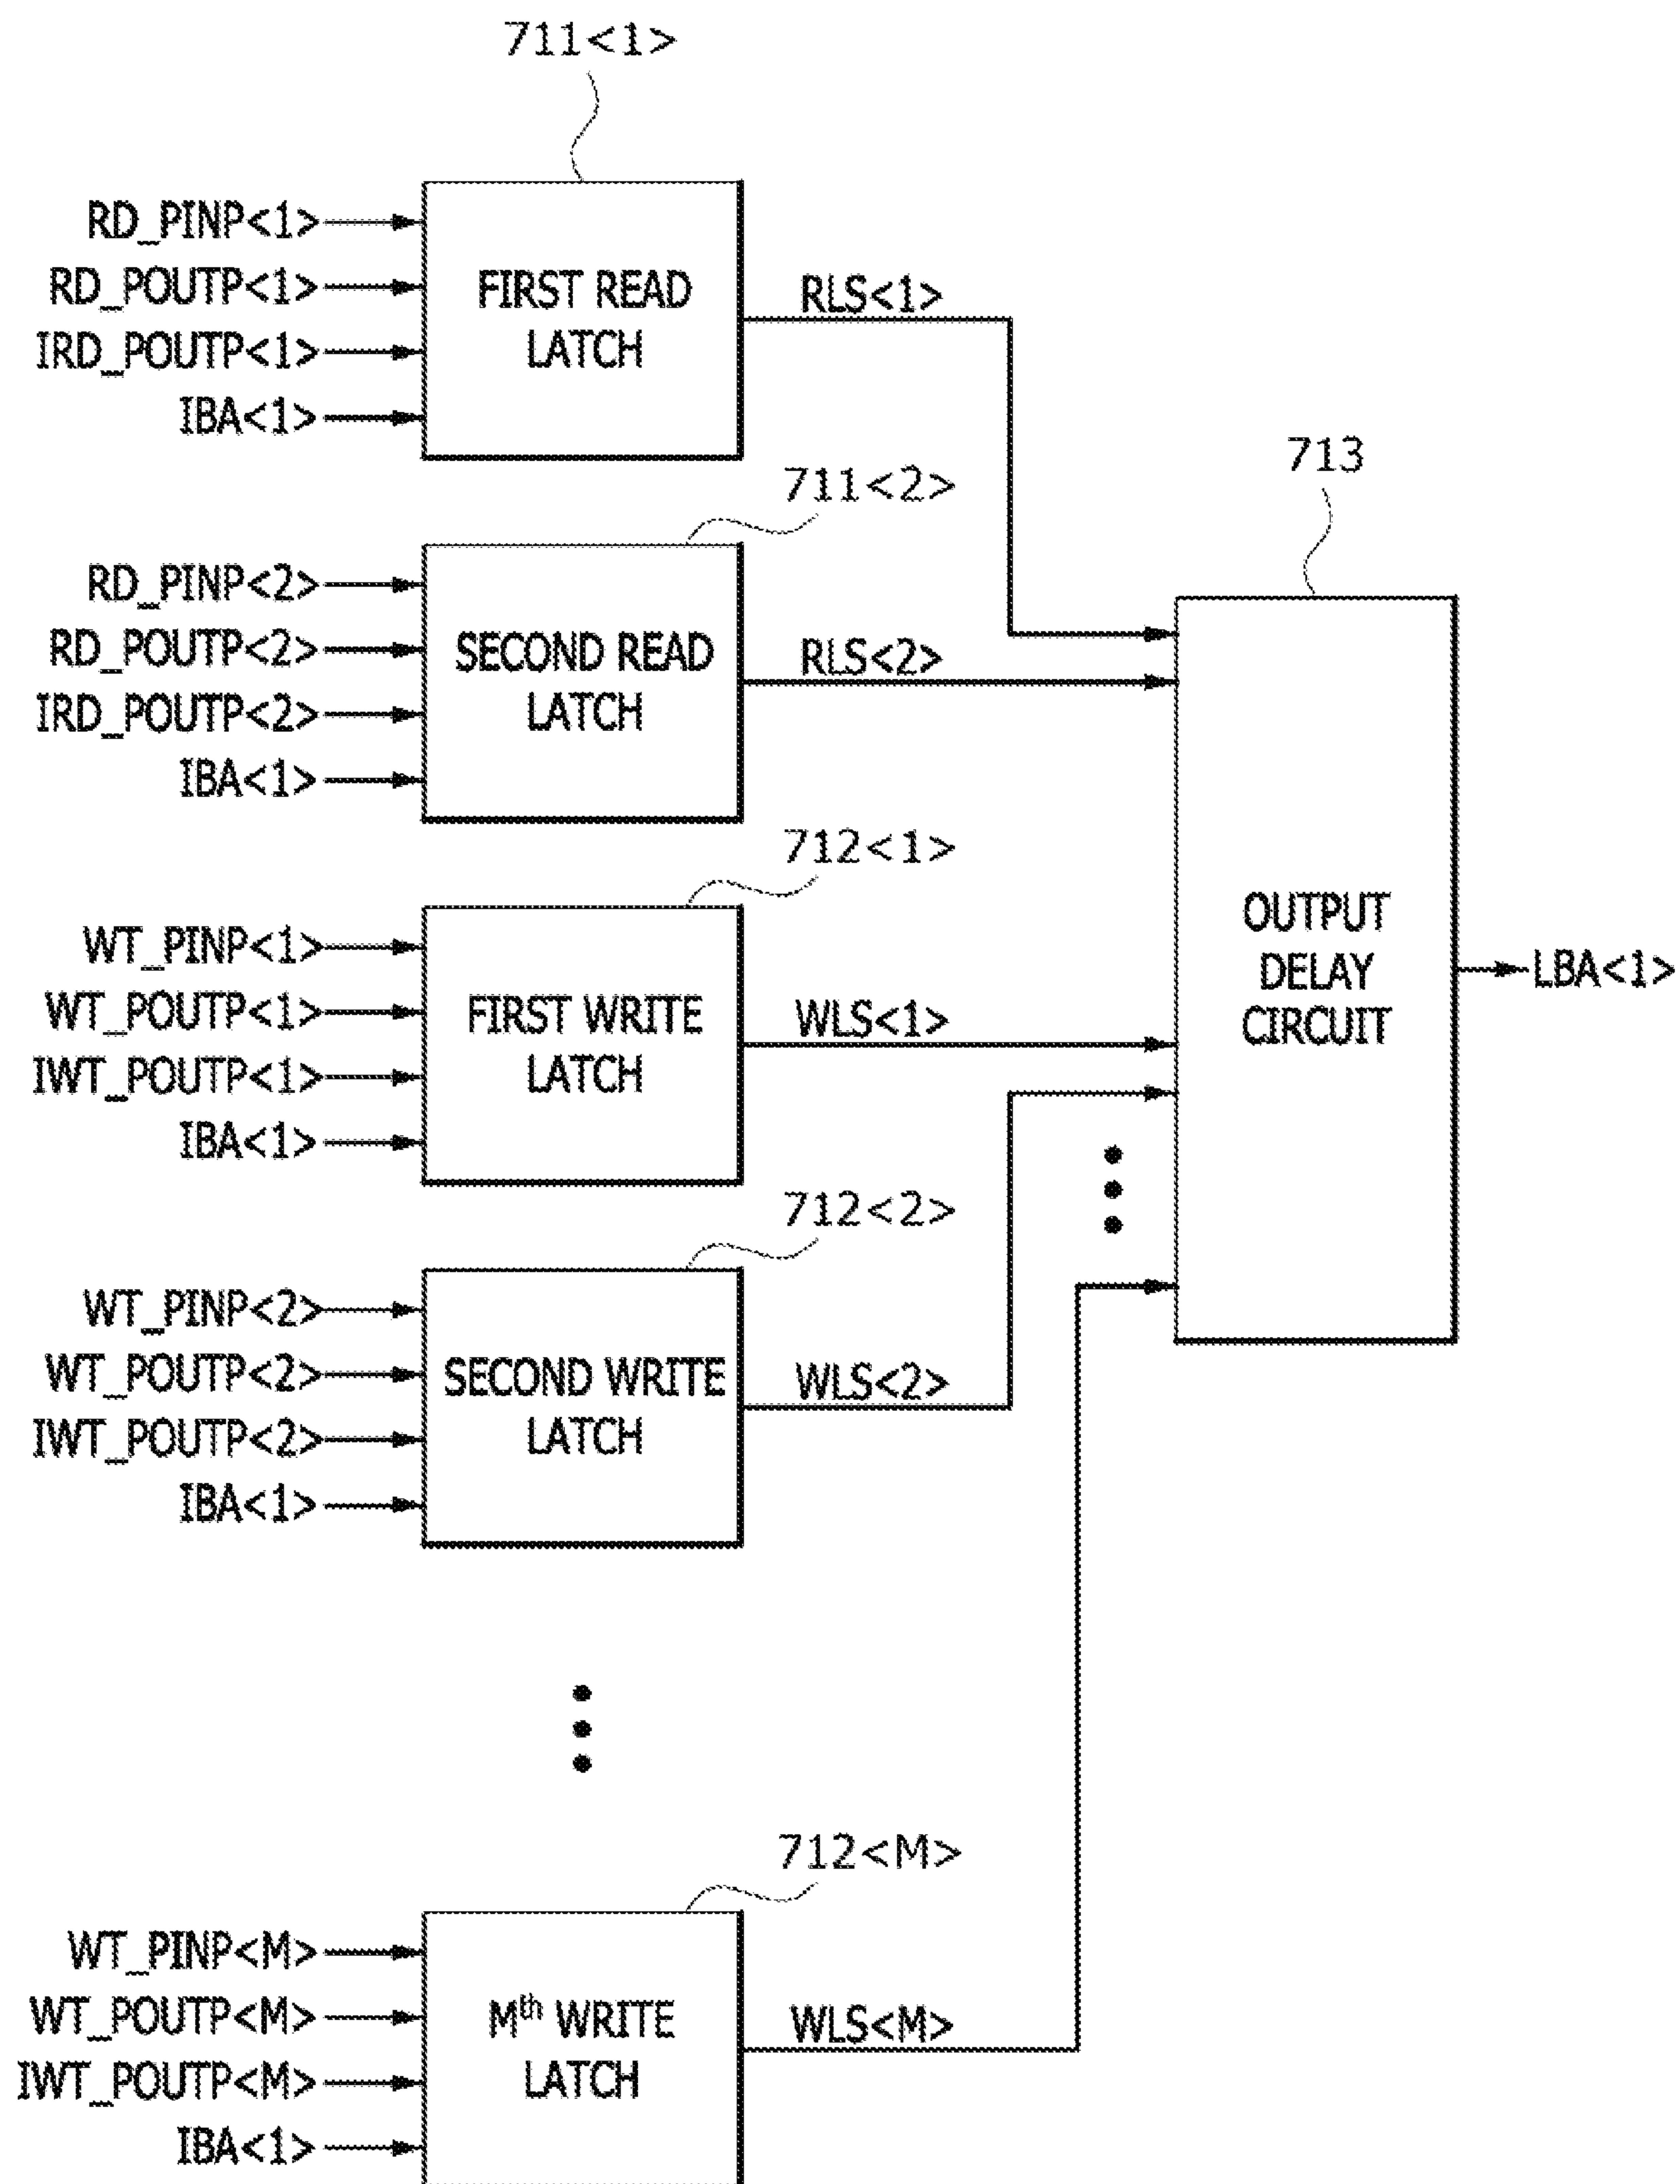 711<1>
RD_PINP<1>
RD_POUTP<1>
IRD_POUTP<1>
IBA<1>
FIRST READ
LATCH
RLS<1>
711<2>
RD_PINP<2>
RD_POUTP<2>
IRD_POUTP<2>
IBA<1>
SECOND READ
LATCH
RLS<2>
712<1>
WT_PINP<1>
WT_POUTP<1>
IWT_POUTP<1>
IBA<1>
FIRST WRITE
LATCH
WLS<1>
712<2>
WT_PINP<2>
WT_POUTP<2>
IWT_POUTP<2>
IBA<1>
SECOND WRITE
LATCH
WLS<2>
712<M>
WT_PINP<M>
WT_POUTP<M>
IWT_POUTP<M>
IBA<1>
Mth WRITE
LATCH
WLS<M>
713
OUTPUT
DELAY
CIRCUIT
LBA<1>